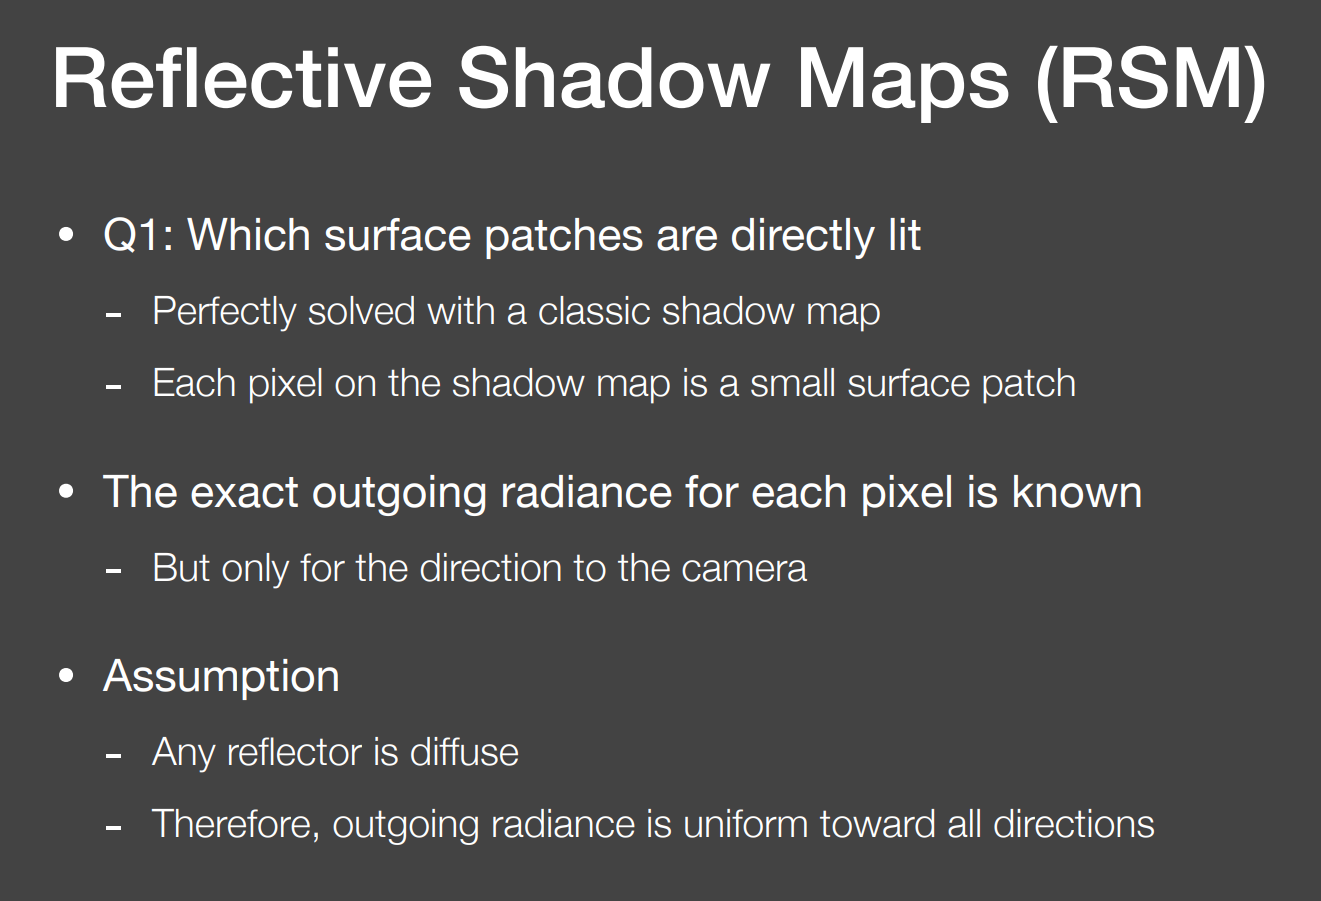 Reflective Shadow Maps (RSM)
• Q1: Which surface patches are directly lit
- Perfectly solved with a classic shadow map
- Each pixel on the shadow map is a small surface patch
• The exact outgoing radiance for each pixel is known
- But only for the direction to the camera
• Assumption
- Any reflector is diffuse
- Therefore, outgoing radiance is uniform toward all directions